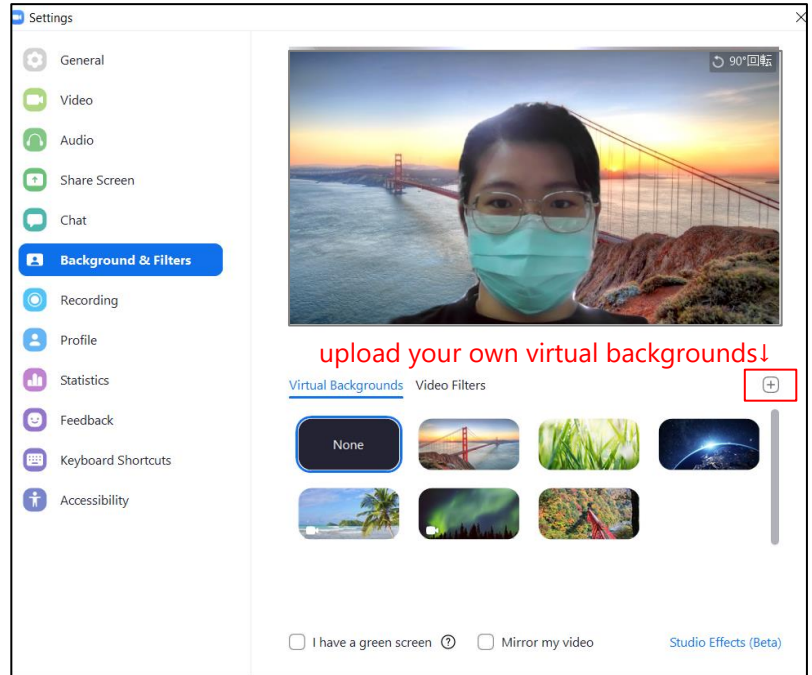 Settings
General
Video
Audio
Share Screen
Chat
Background & Filters
Recording
Profile
Statistics
Feedback
Keyboard Shortcuts
Accessibility
90°回転
upload your own virtual backgrounds↓
Virtual Backgrounds Video Filters
None
I have a green screen ? Mirror my video Studio Effects (Beta)